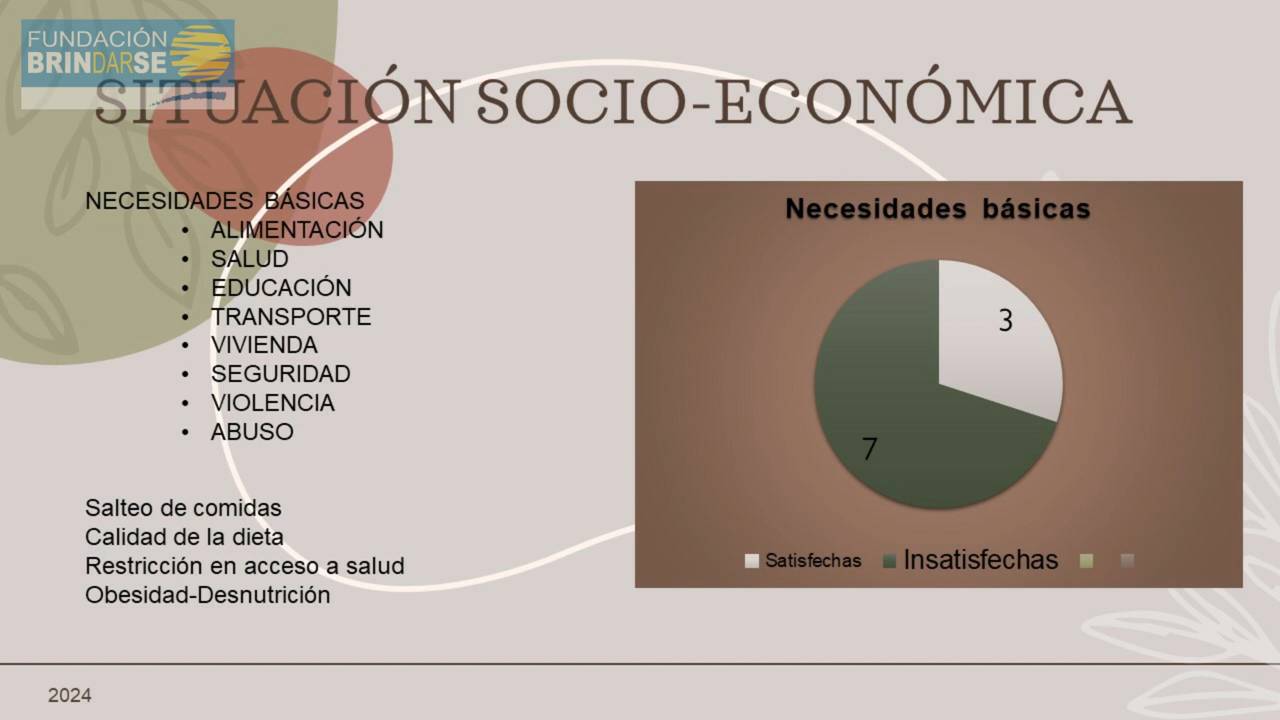 FUNDACIÓN
BRINDARSE
SITUACIÓN SOCIO-ECONÓMICA
NECESIDADES BÁSICAS
• ALIMENTACIÓN
• SALUD
• EDUCACIÓN
• TRANSPORTE
• VIVIENDA
• SEGURIDAD
• VIOLENCIA
• ABUSO
Salteo de comidas
Calidad de la dieta
Restricción en acceso a salud
Obesidad-Desnutrición
Necesidades básicas
3
7
Satisfechas Insatisfechas
2024